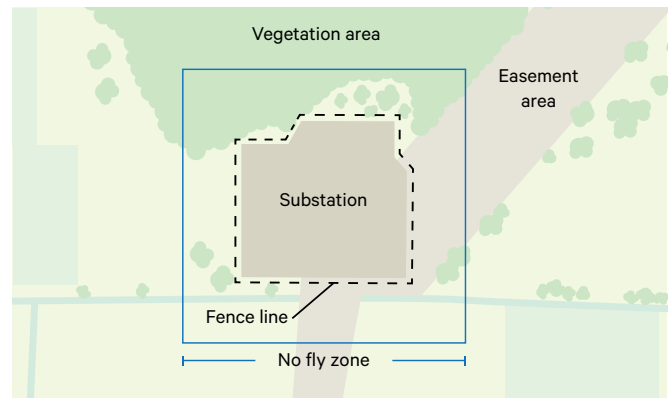 Vegetation area
Easement
area
Substation
Fence line
No fly zone